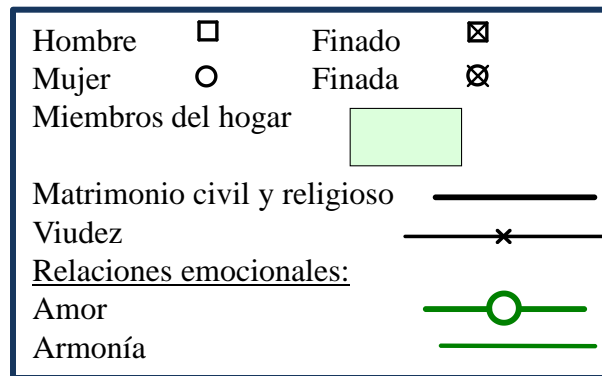 Hombre Finado
Mujer Finada
Miembros del hogar
Matrimonio civil y religioso
Viudez
Relaciones emocionales:
Amor
Armonía